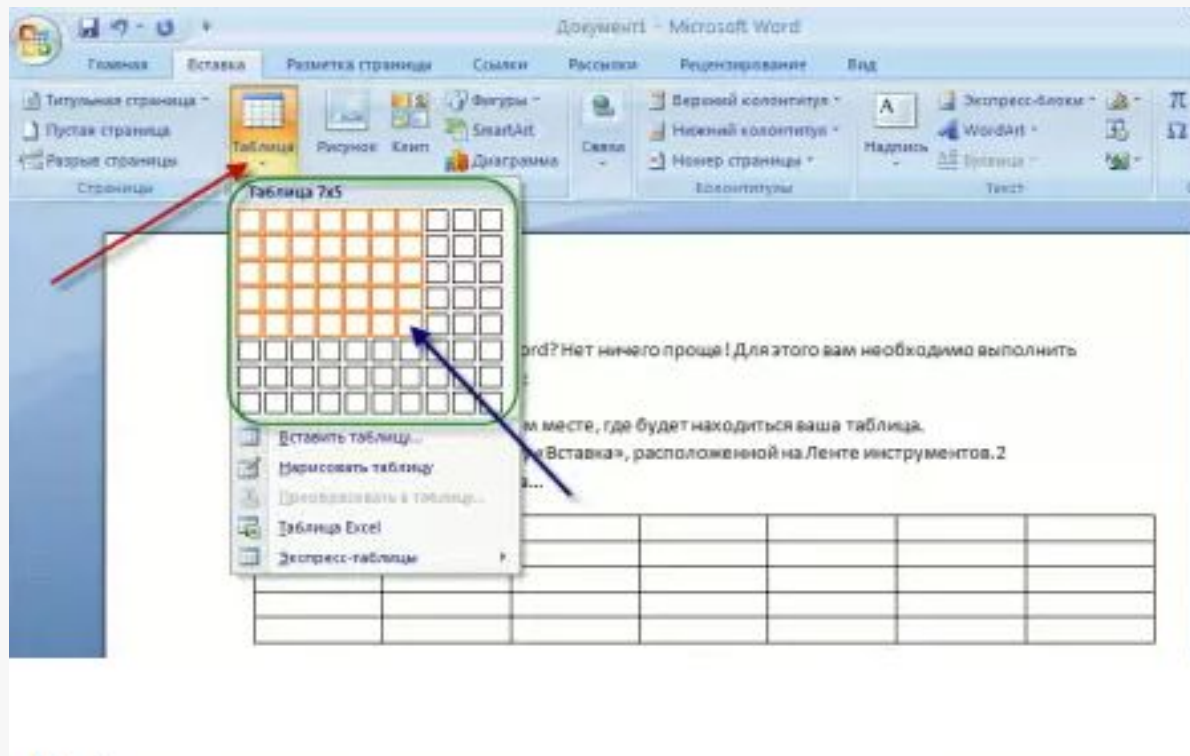 Документ1 - Microsoft Word
Главная Вставка Разметка страницы Ссылки Рассылки Рецензирование Вид
Титульная страница
Пустая страница
Разрыв страницы
Страницы
Таблица
Рисунок
Клип
Фигуры
SmartArt
Диаграмма
Связи
Верхний колонтитул
Нижний колонтитул
Номер страницы
Колонтитулы
A
Надпись
Экспресс-блоки
WordArt
Буквица
Текст
π
Ω
Таблица 7x5
Вставить таблицу...
Нарисовать таблицу
Преобразовать в таблицу...
Таблица Excel
Экспресс-таблицы
ord? Нет ничего проще! Для этого вам необходимо выполнить
:
м месте, где будет находиться ваша таблица.
«Вставка», расположенной на Ленте инструментов.2
а...